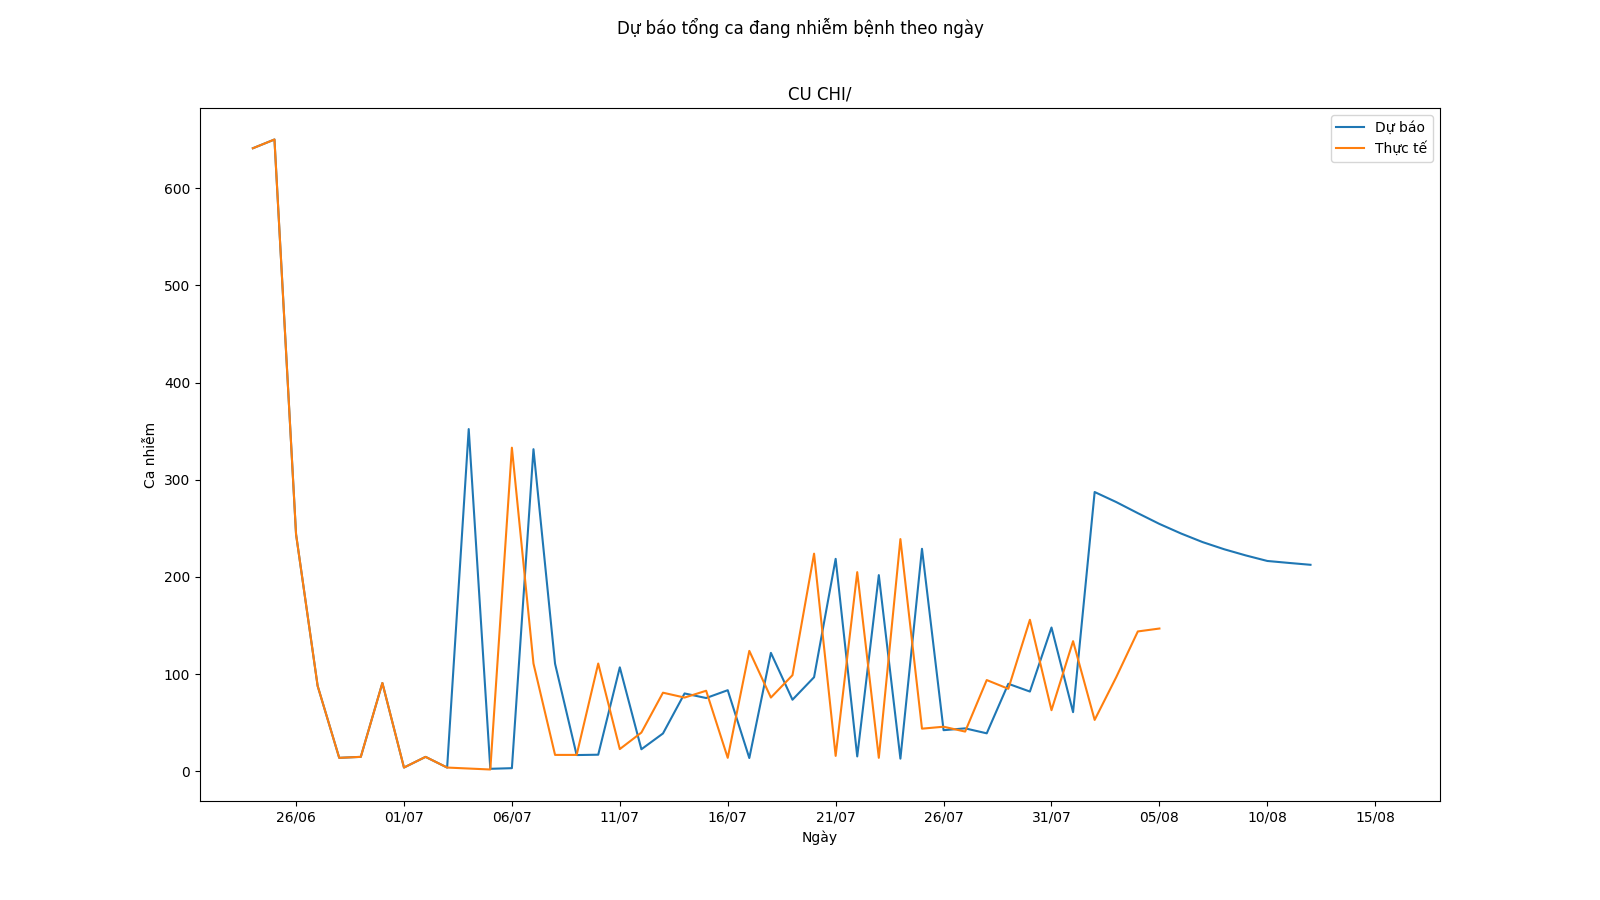 Dự báo tổng ca đang nhiễm bệnh theo ngày
CU CHI/
Dự báo
Thực tế
600
500
400
300
200
100
0
Ca nhiễm
26/06 01/07 06/07 11/07 16/07 21/07 26/07 31/07 05/08 10/08 15/08
Ngày